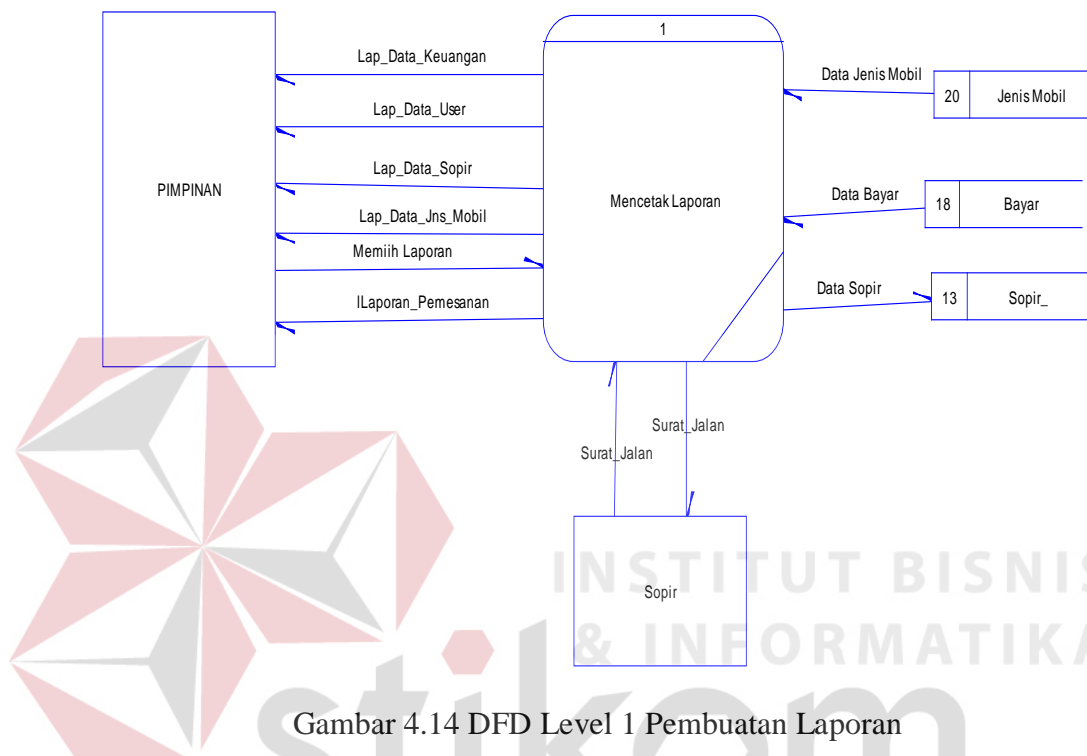 1
Lap_Data_Keuangan
Data Jenis Mobil
20
Jenis Mobil
Lap_Data_User
Lap_Data_Sopir
PIMPINAN
Mencetak Laporan
Data Bayar
18
Bayar
Lap_Data_Jns_Mobil
Memiih Laporan
Data Sopir
13
Sopir_
lLaporan_Pemesanan
Surat_Jalan
Surat_Jalan
Sopir
INSTITUT BISNIS
& INFORMATIKA
stikom
Gambar 4.14 DFD Level 1 Pembuatan Laporan